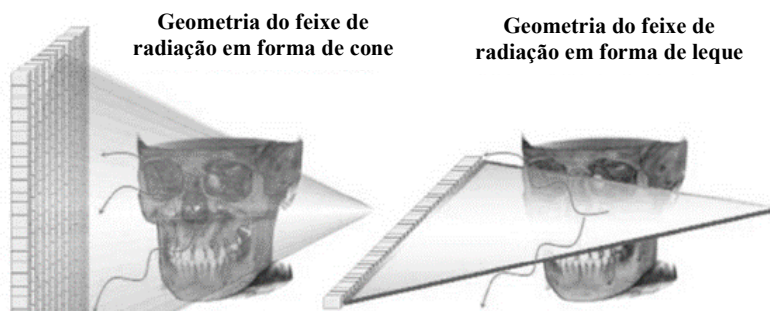 Geometria do feixe de
radiação em forma de cone
Geometria do feixe de
radiação em forma de leque